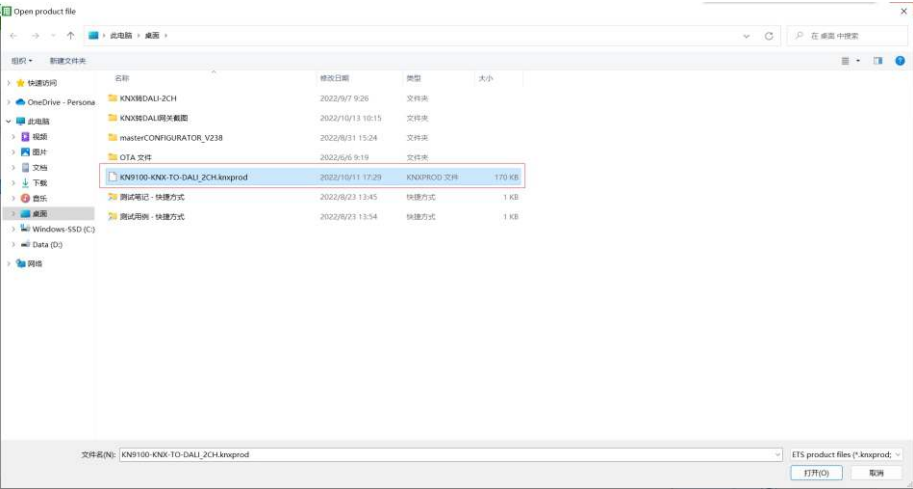 Open product file
此电脑 › 桌面 ›
在 桌面 中搜索
组织 新建文件夹
名称 修改日期 类型 大小
快速访问
OneDrive - Persona
此电脑
视频
图片
文档
下载
音乐
桌面
Windows-SSD (C:)
Data (D:)
网络
KNX转DALI-2CH 2022/9/7 9:26 文件夹
KNX转DALI网关截图 2022/10/13 10:15 文件夹
masterCONFIGURATOR_V238 2022/8/31 15:24 文件夹
OTA 文件 2022/6/6 9:19 文件夹
KN9100-KNX-TO-DALI_2CH.knxprod 2022/10/11 17:29 KNXPROD 文件 170 KB
测试笔记 - 快捷方式 2022/8/23 13:45 快捷方式 1 KB
测试用例 - 快捷方式 2022/8/23 13:54 快捷方式 1 KB
文件名(N): KN9100-KNX-TO-DALI_2CH.knxprod ETS product files (*.knxprod;
打开(O) 取消